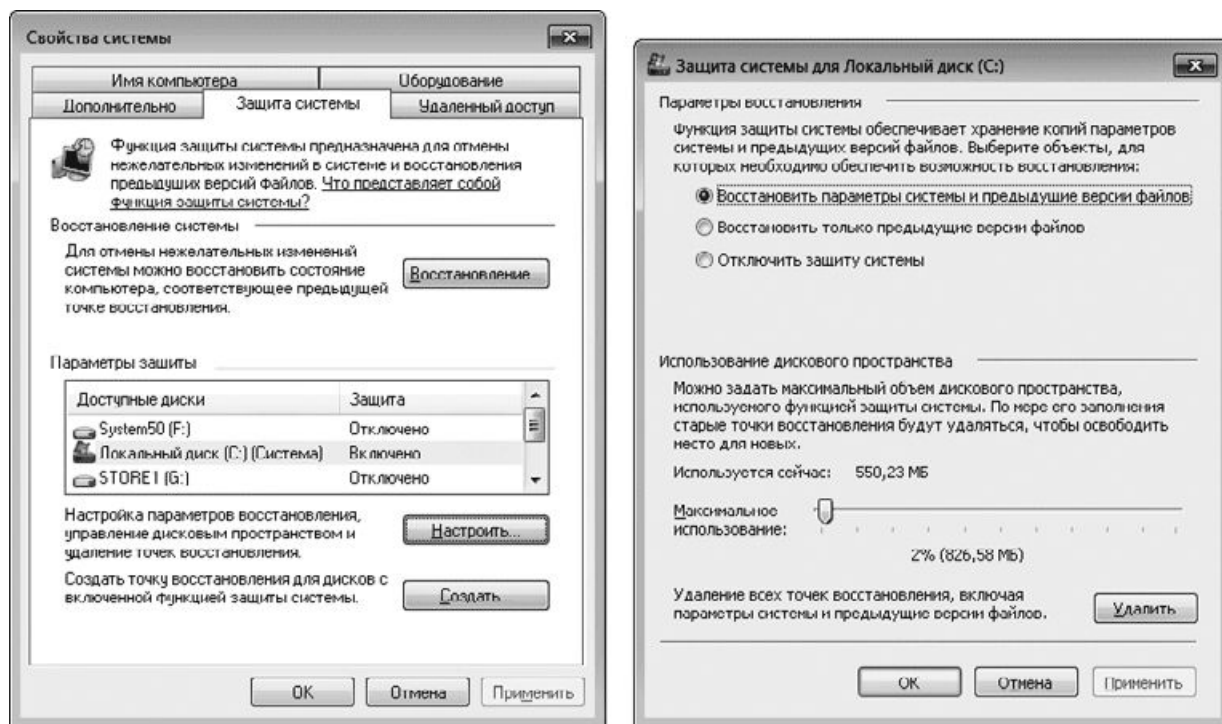 Свойства системы
Имя компьютера
Оборудование
Дополнительно
Защита системы
Удаленный доступ
Функция защиты системы предназначена для отмены
нежелательных изменений в системе и восстановления
предыдущих версий файлов. Что представляет собой
функция защиты системы?
Восстановление системы
Для отмены нежелательных изменений
системы можно восстановить состояние
компьютера, соответствующее предыдущей
точке восстановления.
Восстановление...
Параметры защиты
Доступные диски
Защита
System50 (F:)
Отключено
Локальный диск (C:) (Система)
Включено
STORE1 (G:)
Отключено
Настройка параметров восстановления,
управление дисковым пространством и
удаление точек восстановления.
Настроить...
Создать точку восстановления для дисков с
включенной функцией защиты системы.
Создать
ОК
Отмена
Применить
Защита системы для Локальный диск (C:)
Параметры восстановления
Функция защиты системы обеспечивает хранение копий параметров
системы и предыдущих версий файлов. Выберите объекты, для
которых необходимо обеспечить возможность восстановления:
Восстановить параметры системы и предыдущие версии файлов
Восстановить только предыдущие версии файлов
Отключить защиту системы
Использование дискового пространства
Можно задать максимальный объем дискового пространства,
используемого функцией защиты системы. По мере его заполнения
старые точки восстановления будут удаляться, чтобы освободить
место для новых.
Используется сейчас: 550,23 МБ
Максимальное
использование:
2% (826,58 МБ)
Удаление всех точек восстановления, включая
параметры системы и предыдущие версии файлов.
Удалить
ОК
Отмена
Применить